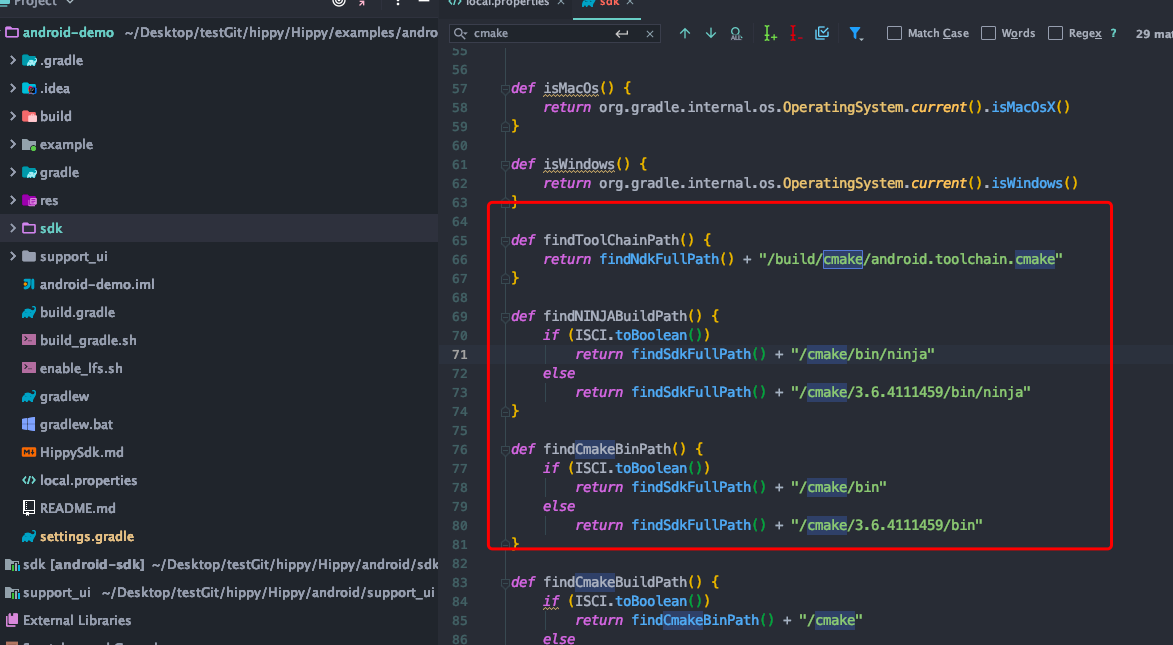 Project
android-demo ~/Desktop/testGit/hippy/Hippy/examples/andro
.gradle
.idea
build
example
gradle
res
sdk
support_ui
android-demo.iml
build.gradle
build_gradle.sh
enable_lfs.sh
gradlew
gradlew.bat
HippySdk.md
local.properties
README.md
settings.gradle
sdk [android-sdk] ~/Desktop/testGit/hippy/Hippy/android/sdk
support_ui ~/Desktop/testGit/hippy/Hippy/android/support_ui
External Libraries
local.properties × sdk ×
cmake Match Case Words Regex ? 29 mat
55
56
57 def isMacOs() {
58 return org.gradle.internal.os.OperatingSystem.current().isMacOsX()
59 }
60
61 def isWindows() {
62 return org.gradle.internal.os.OperatingSystem.current().isWindows()
63 }
64
65 def findToolChainPath() {
66 return findNdkFullPath() + "/build/cmake/android.toolchain.cmake"
67 }
68
69 def findNINJABuildPath() {
70 if (ISCI.toBoolean())
71 return findSdkFullPath() + "/cmake/bin/ninja"
72 else
73 return findSdkFullPath() + "/cmake/3.6.4111459/bin/ninja"
74 }
75
76 def findCmakeBinPath() {
77 if (ISCI.toBoolean())
78 return findSdkFullPath() + "/cmake/bin"
79 else
80 return findSdkFullPath() + "/cmake/3.6.4111459/bin"
81 }
82
83 def findCmakeBuildPath() {
84 if (ISCI.toBoolean())
85 return findCmakeBinPath() + "/cmake"
86 else